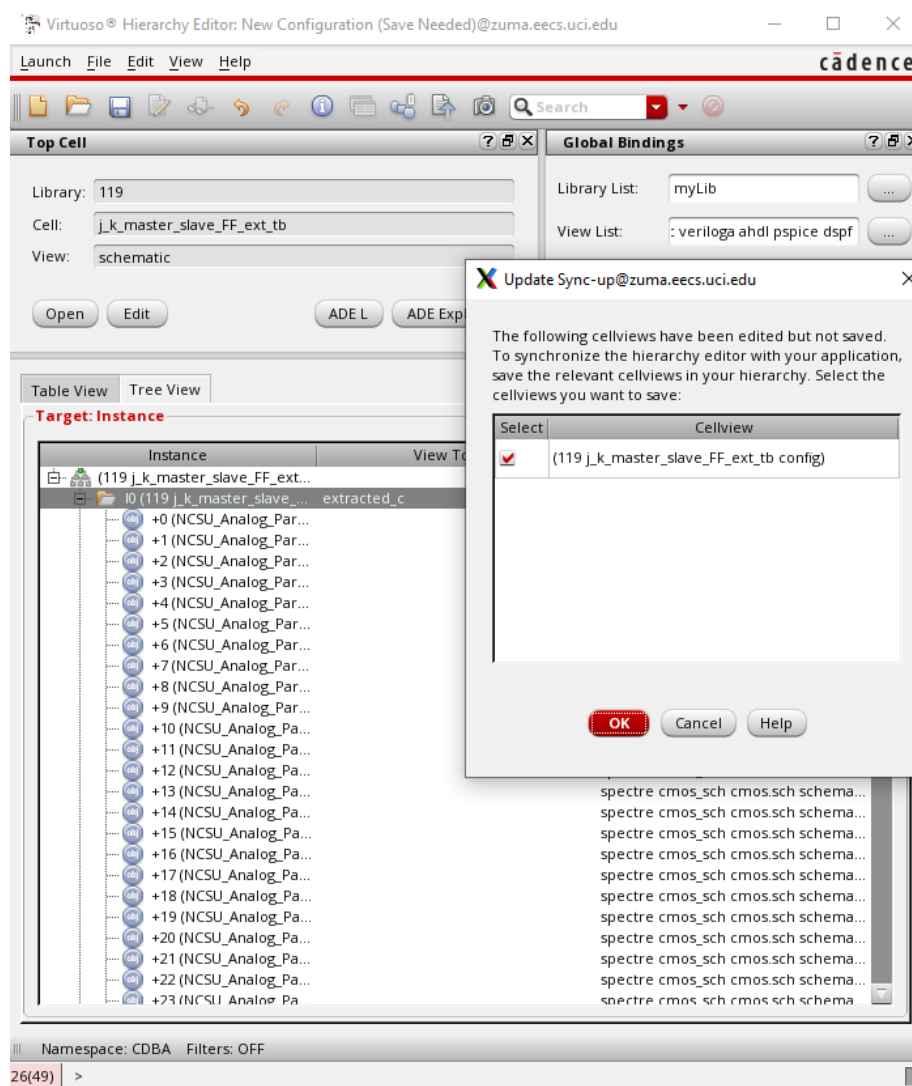 Virtuoso® Hierarchy Editor: New Configuration (Save Needed)@zuma.eecs.uci.edu
Launch File Edit View Help
cādence
Search
Top Cell
Library: 119
Cell: j_k_master_slave_FF_ext_tb
View: schematic
Open Edit ADE L ADE Expl
Global Bindings
Library List: myLib ...
View List: : veriloga ahdl pspice dspf ...
Update Sync-up@zuma.eecs.uci.edu
The following cellviews have been edited but not saved.
To synchronize the hierarchy editor with your application,
save the relevant cellviews in your hierarchy. Select the
cellviews you want to save:
Select Cellview
(119 j_k_master_slave_FF_ext_tb config)
OK Cancel Help
Table View Tree View
Target: Instance
Instance View To
(119 j_k_master_slave_FF_ext...
I0 (119 j_k_master_slave_... extracted_c
+0 (NCSU_Analog_Par...
+1 (NCSU_Analog_Par...
+2 (NCSU_Analog_Par...
+3 (NCSU_Analog_Par...
+4 (NCSU_Analog_Par...
+5 (NCSU_Analog_Par...
+6 (NCSU_Analog_Par...
+7 (NCSU_Analog_Par...
+8 (NCSU_Analog_Par...
+9 (NCSU_Analog_Par...
+10 (NCSU_Analog_Pa...
+11 (NCSU_Analog_Pa...
+12 (NCSU_Analog_Pa...
+13 (NCSU_Analog_Pa... spectre cmos_sch cmos.sch schema...
+14 (NCSU_Analog_Pa... spectre cmos_sch cmos.sch schema...
+15 (NCSU_Analog_Pa... spectre cmos_sch cmos.sch schema...
+16 (NCSU_Analog_Pa... spectre cmos_sch cmos.sch schema...
+17 (NCSU_Analog_Pa... spectre cmos_sch cmos.sch schema...
+18 (NCSU_Analog_Pa... spectre cmos_sch cmos.sch schema...
+19 (NCSU_Analog_Pa... spectre cmos_sch cmos.sch schema...
+20 (NCSU_Analog_Pa... spectre cmos_sch cmos.sch schema...
+21 (NCSU_Analog_Pa... spectre cmos_sch cmos.sch schema...
+22 (NCSU_Analog_Pa... spectre cmos_sch cmos.sch schema...
+23 (NCSU_Analog_Pa... spectre cmos_sch cmos.sch schema...
Namespace: CDBA Filters: OFF
26(49) >